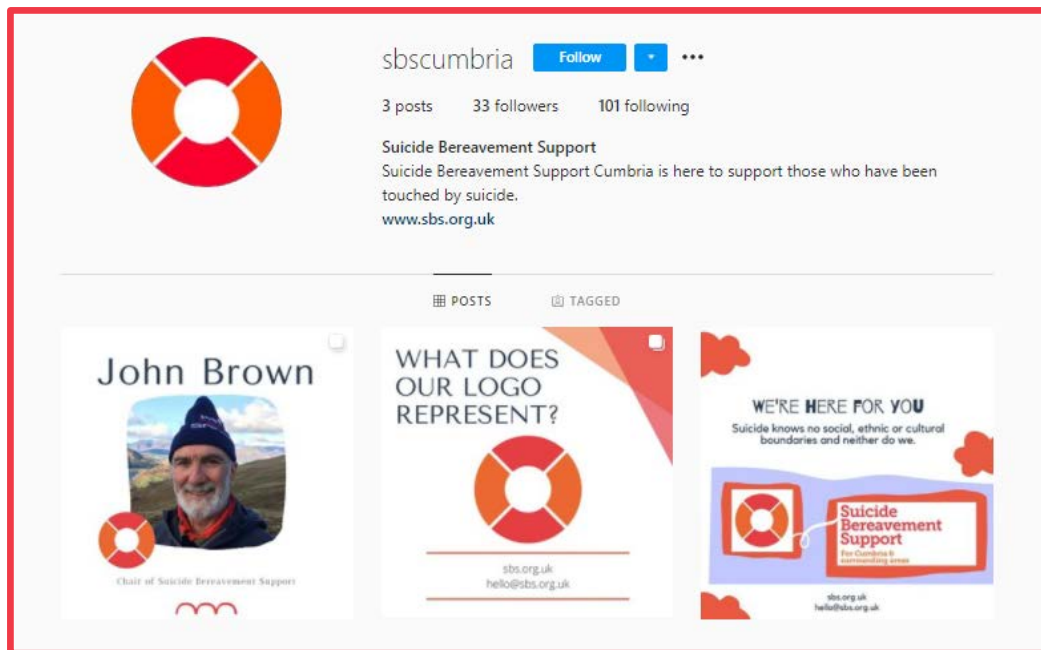 sbscumbria Follow
3 posts 33 followers 101 following
Suicide Bereavement Support
Suicide Bereavement Support Cumbria is here to support those who have been
touched by suicide.
www.sbs.org.uk
POSTS TAGGED
John Brown
Chair of Suicide Bereavement Support
WHAT DOES
OUR LOGO
REPRESENT?
sbs.org.uk
hello@sbs.org.uk
WE'RE HERE FOR YOU
Suicide knows no social, ethnic or cultural
boundaries and neither do we.
Suicide
Bereavement
Support
For Cumbria &
surrounding areas
sbs.org.uk
hello@sbs.org.uk